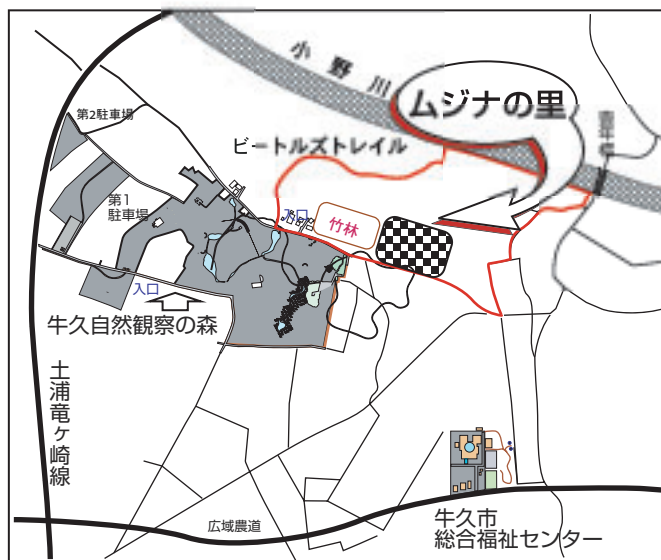 小野川
ムジナの里
第2駐車場
ビートルズトレイル
第1
駐車場
入口
竹林
入口
牛久自然観察の森
土浦竜ヶ崎線
牛久市
総合福祉センター
広域農道